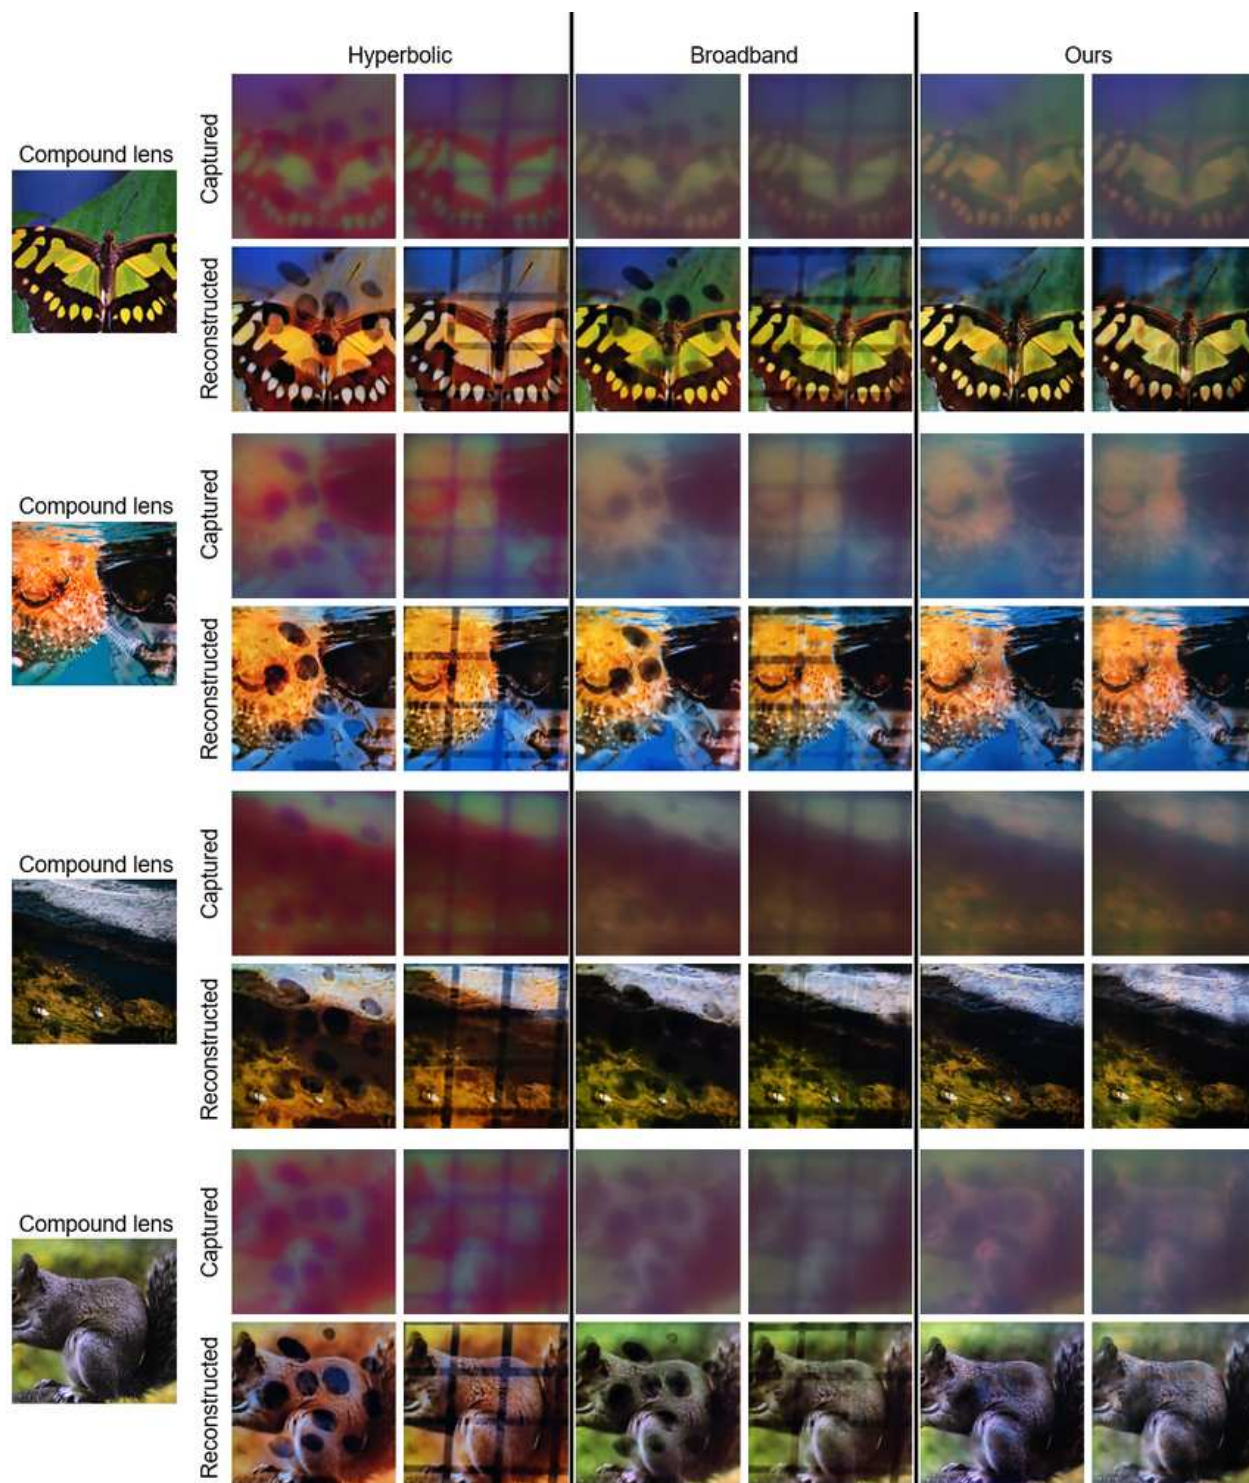 Hyperbolic Broadband Ours
Compound lens
Captured
Reconstructed
Compound lens
Captured
Reconstructed
Compound lens
Captured
Reconstructed
Compound lens
Captured
Reconstructed